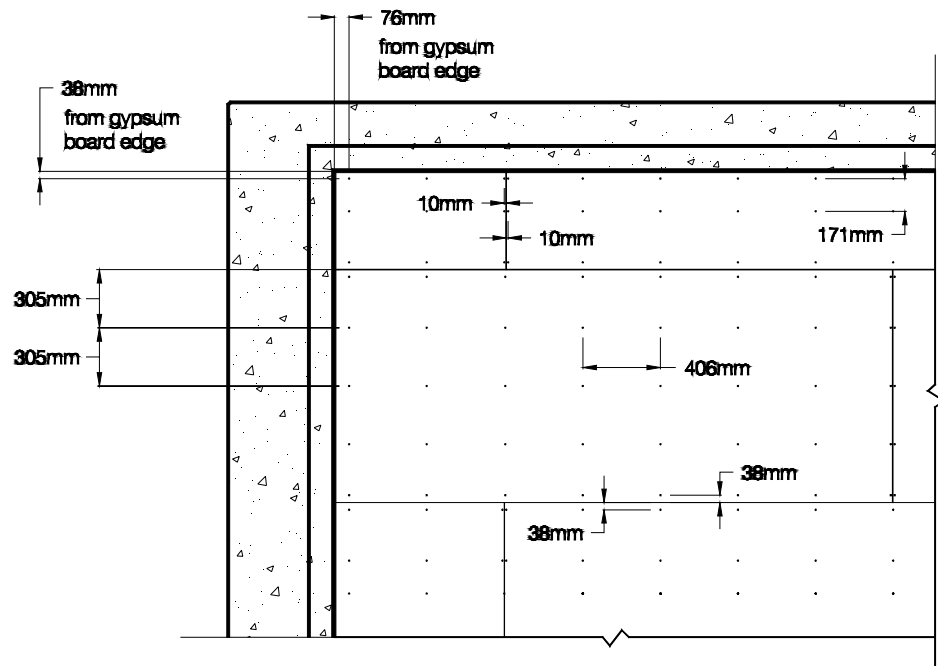 76mm
from gypsum
board edge
38mm
from gypsum
board edge
10mm
10mm
171mm
305mm
305mm
406mm
38mm
38mm